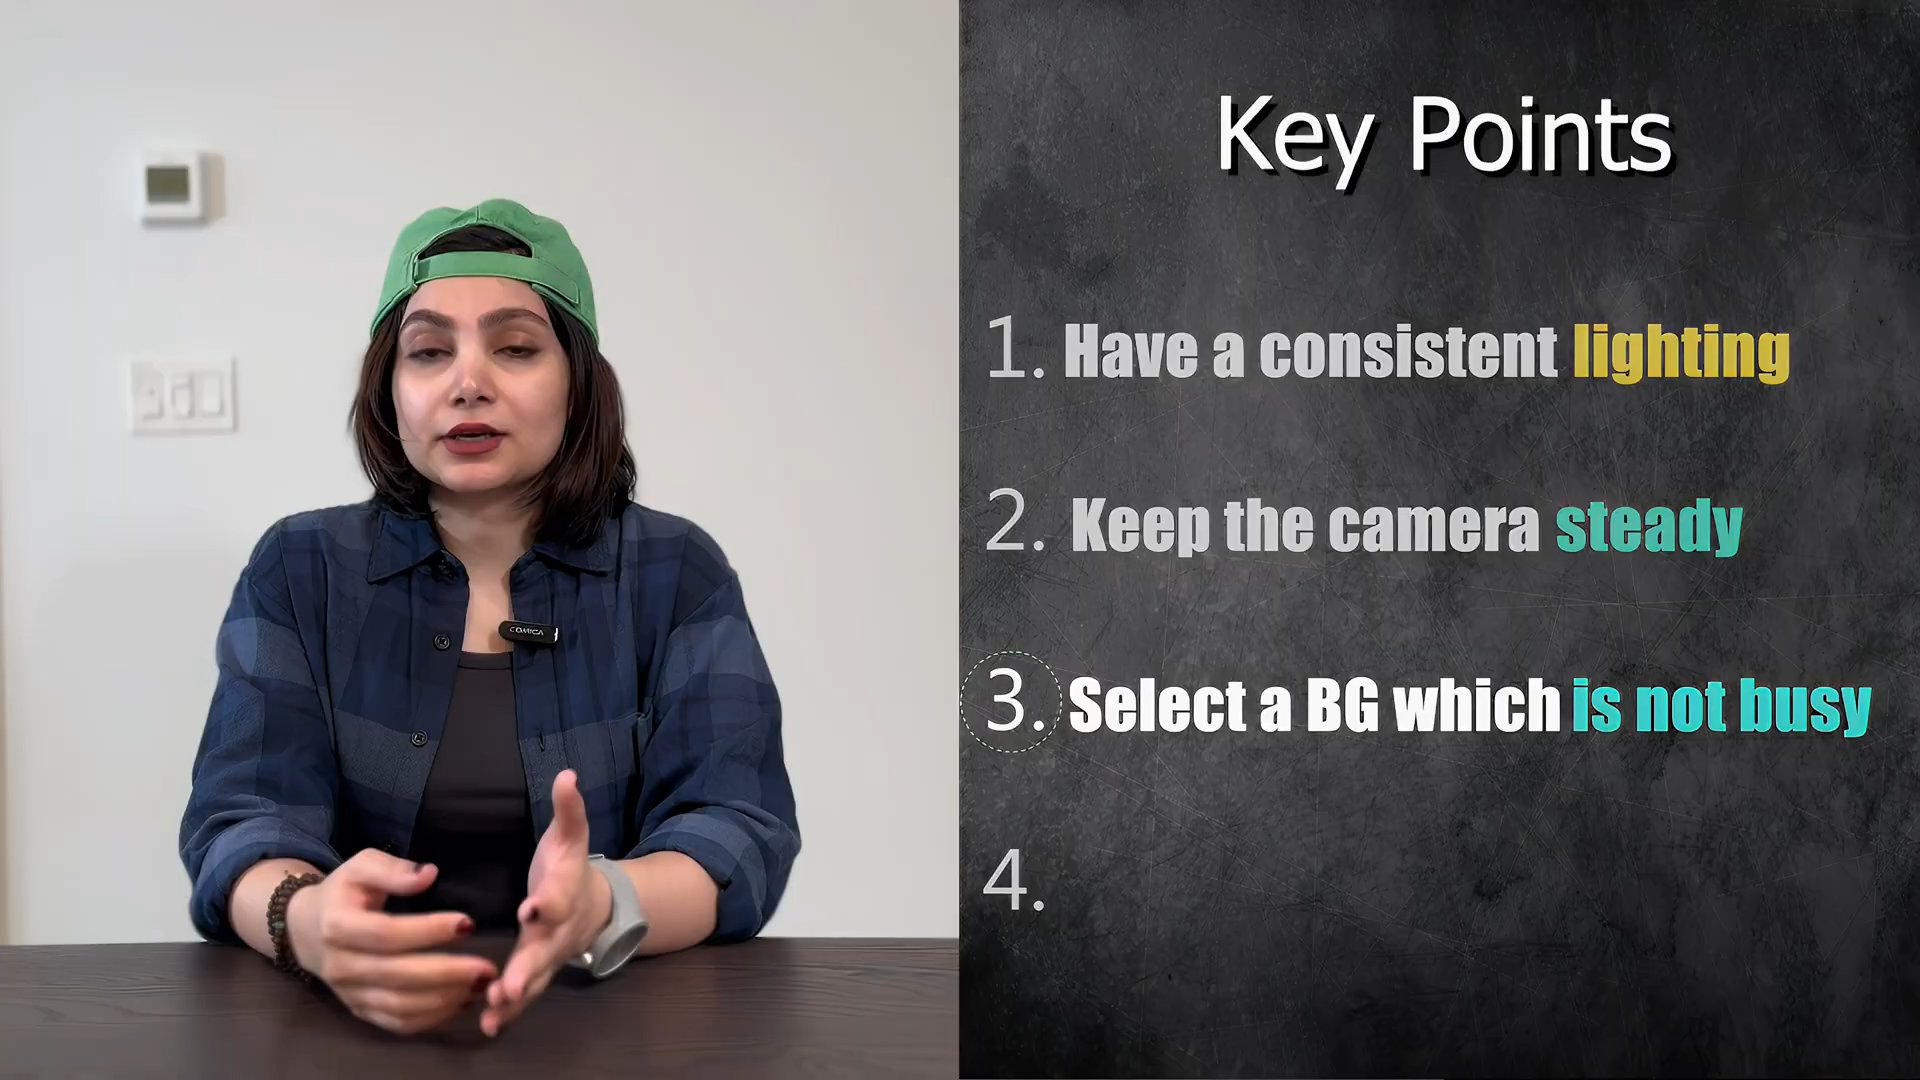 COMICA
Key Points
1. Have a consistent lighting
2. Keep the camera steady
3. Select a BG which is not busy
4.